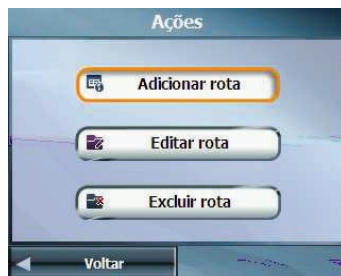 Ações
Adicionar rota
Editar rota
Excluir rota
Voltar